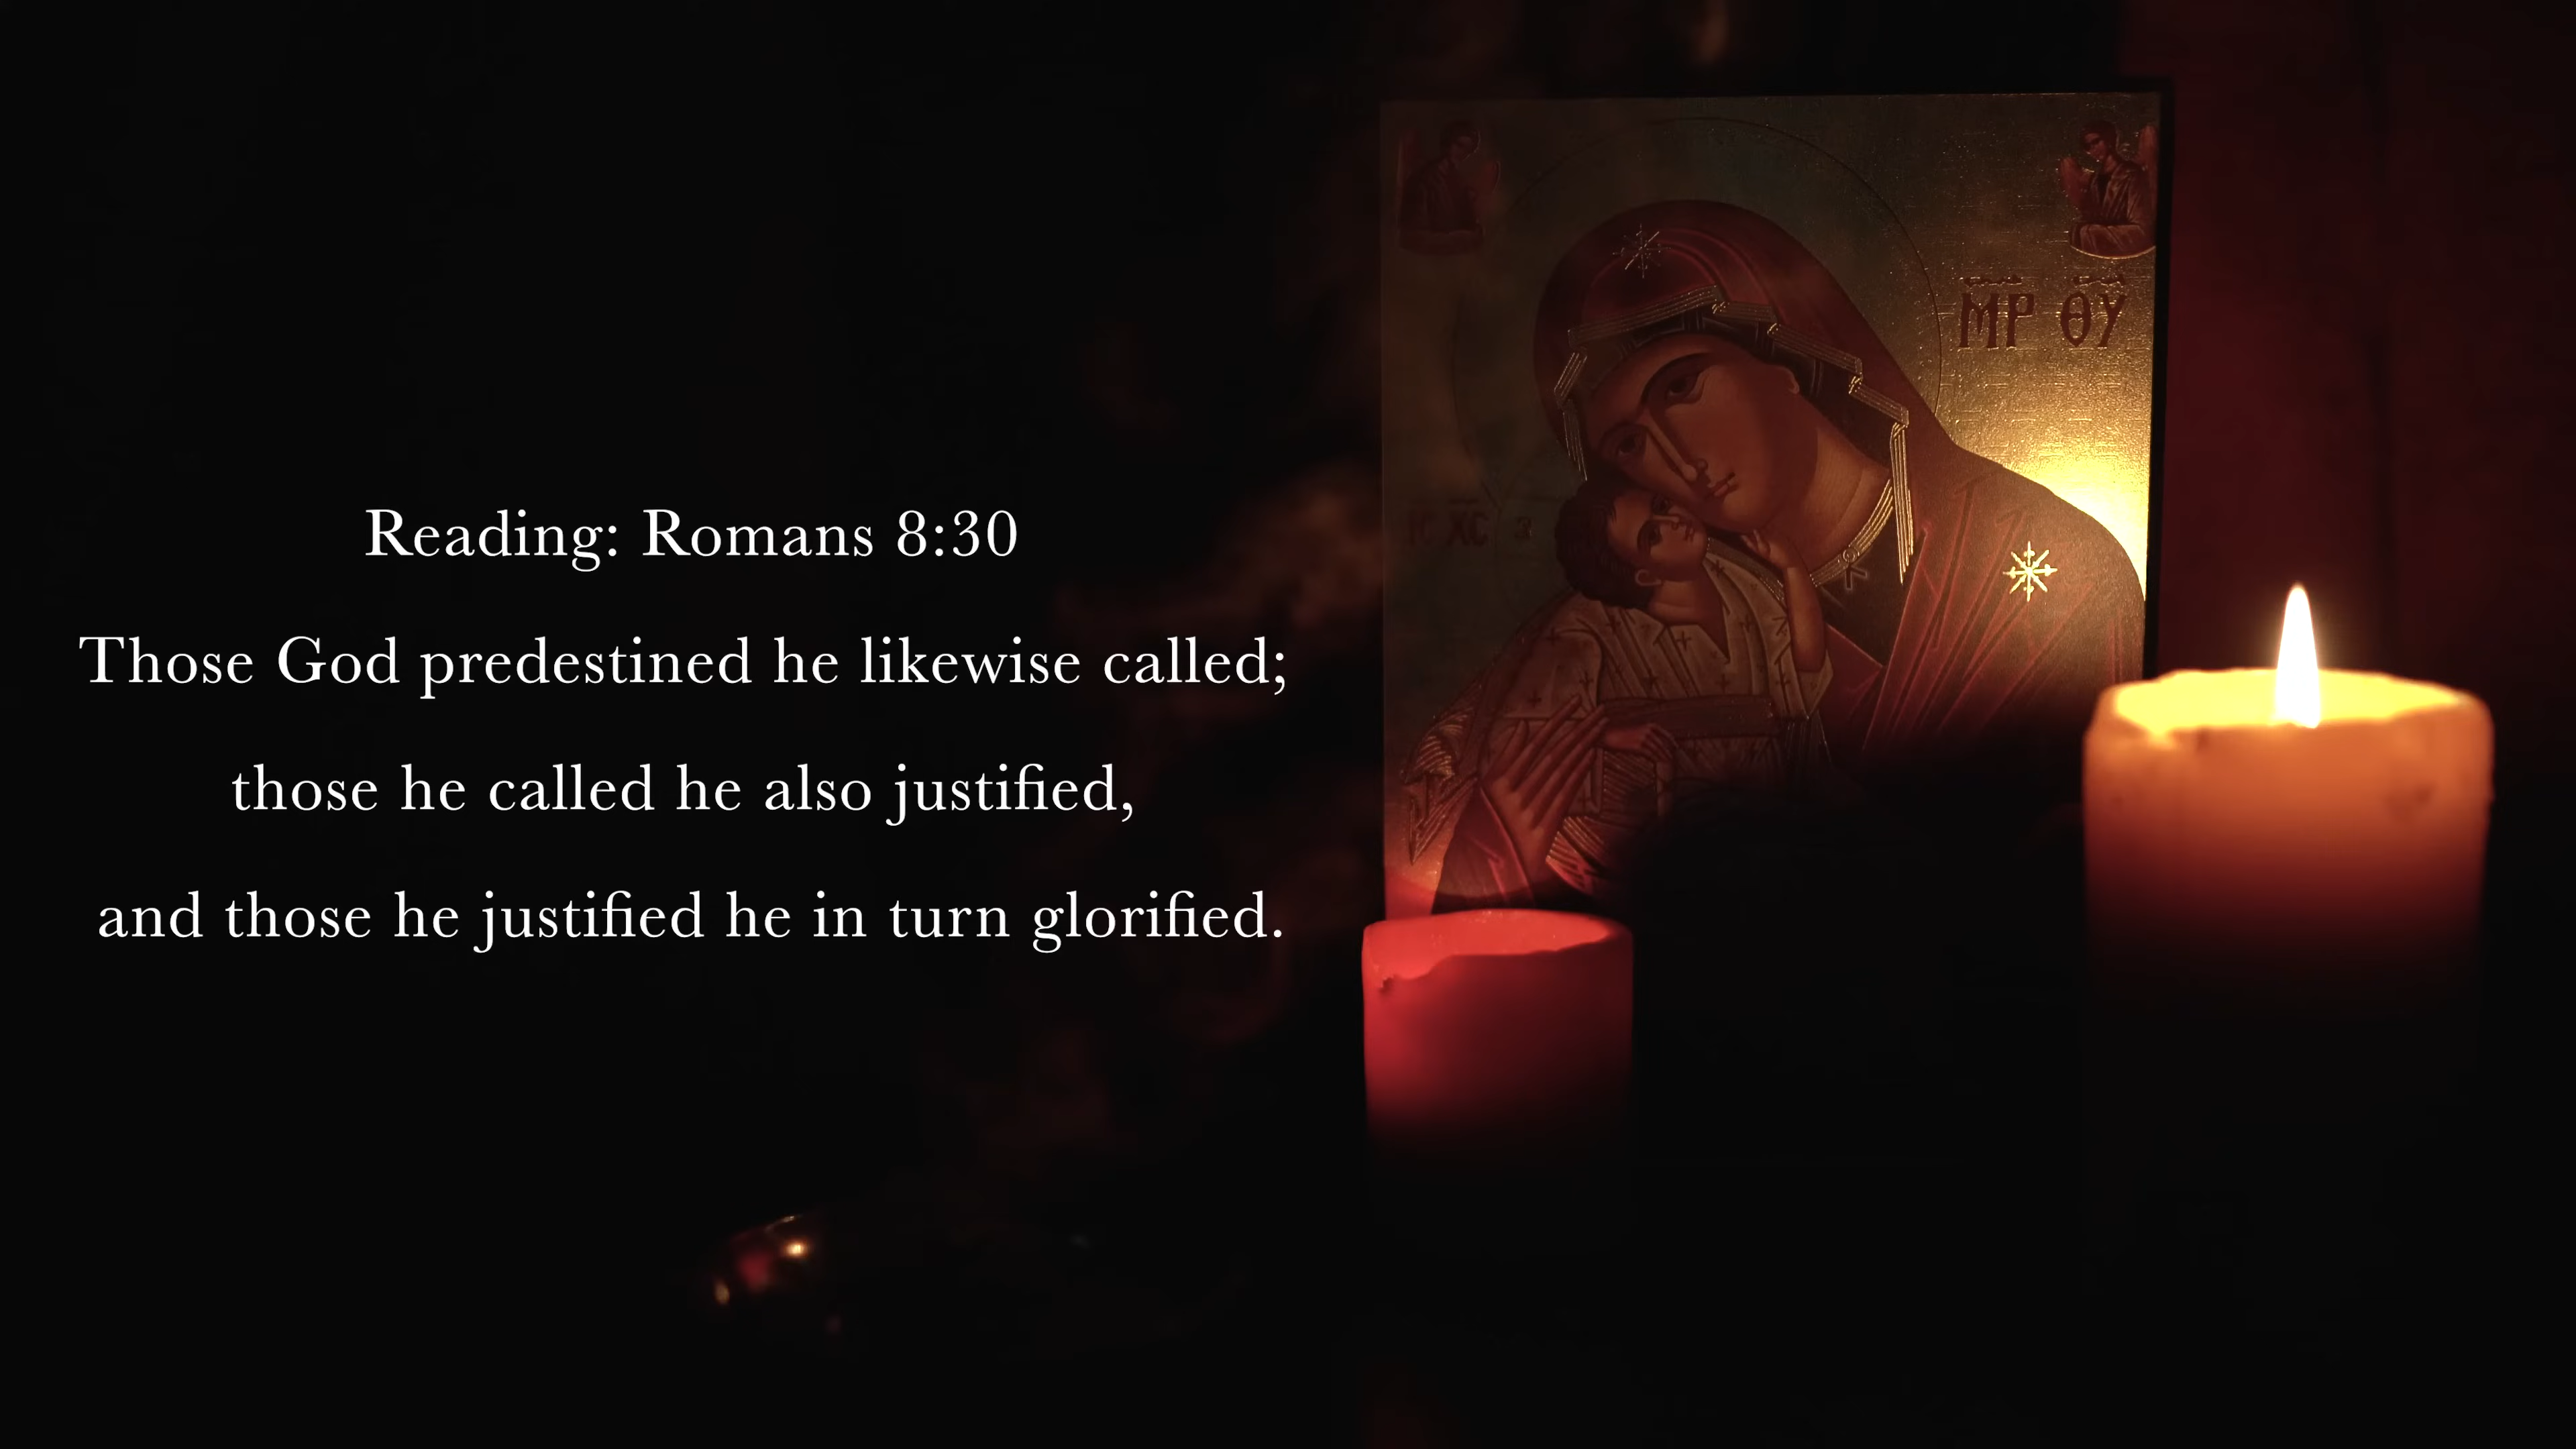 Reading: Romans 8:30
Those God predestined he likewise called;
those he called he also justified,
and those he justified he in turn glorified.
ΜΡ ΘΥ
ΧС